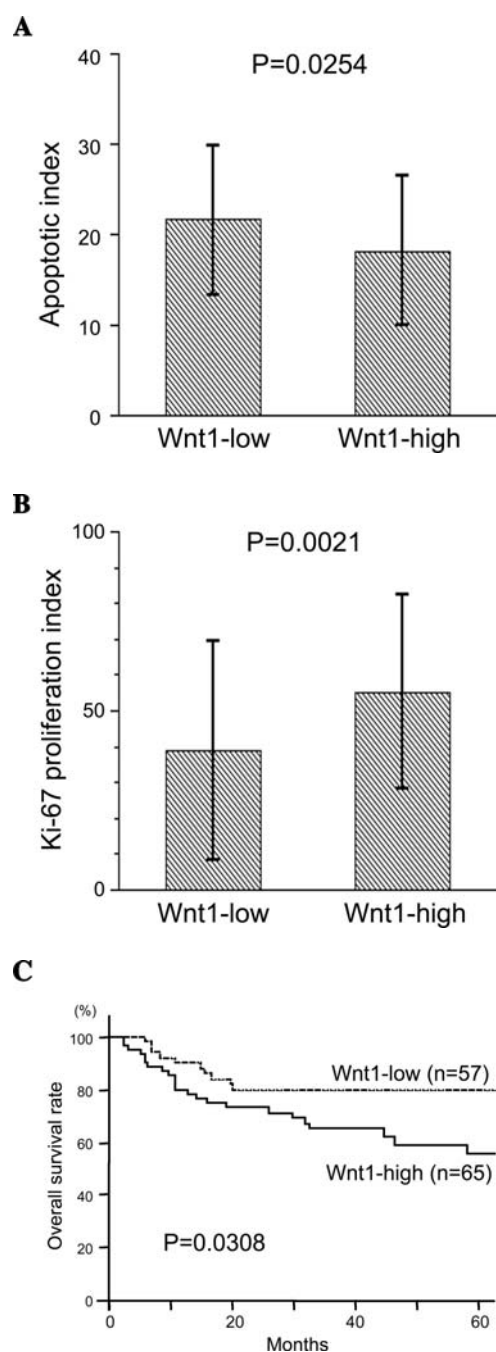 A
P=0.0254
Apoptotic index
40
30
20
10
0
Wnt1-low Wnt1-high
B
P=0.0021
Ki-67 proliferation index
100
50
0
Wnt1-low Wnt1-high
C
(%)
Overall survival rate
100
80
60
40
20
0
Wnt1-low (n=57)
Wnt1-high (n=65)
P=0.0308
0 20 40 60
Months